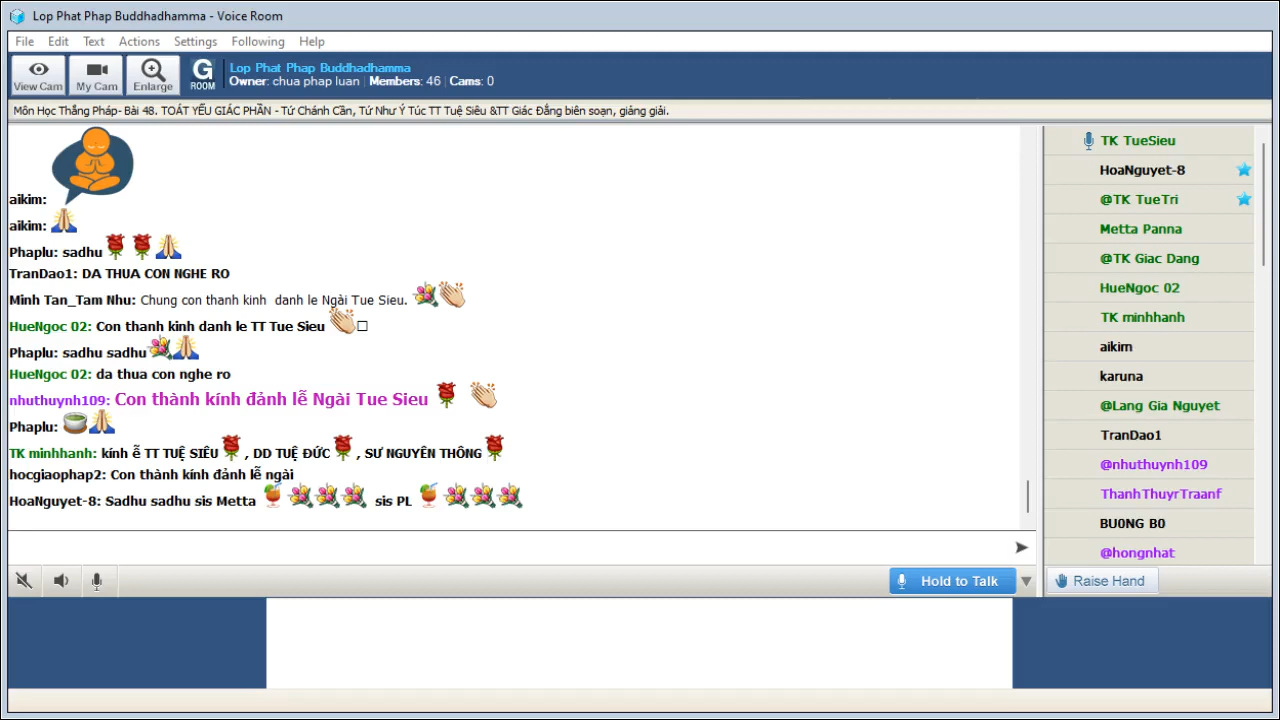 Lop Phat Phap Buddhadhamma - Voice Room
File Edit Text Actions Settings Following Help
View Cam My Cam Enlarge G ROOM
Lop Phat Phap Buddhadhamma
Owner: chua phap luan | Members: 46 Cams: 0
Môn Học Thắng Pháp- Bài 48. TOÁT YẾU GIÁC PHẦN - Tứ Chánh Cần, Tứ Như Ý Túc TT Tuệ Siêu &TT Giác Đẳng biên soạn, giảng giải.
aikim:
aikim:
Phaplu: sadhu
TranDao1: DA THUA CON NGHE RO
Minh Tan_Tam Nhu: Chung con thanh kinh danh le Ngài Tue Sieu.
HueNgoc 02: Con thanh kinh danh le TT Tue Sieu
Phaplu: sadhu sadhu
HueNgoc 02: da thua con nghe ro
nhuthuynh109: Con thành kính đảnh lễ Ngài Tue Sieu
Phaplu:
TK minhhanh: kính ễ TT TUỆ SIÊU , DD TUỆ ĐỨC , SƯ NGUYÊN THÔNG
hocgiaophap2: Con thành kính đảnh lễ ngài
HoaNguyet-8: Sadhu sadhu sis Metta sis PL
TK TueSieu
HoaNguyet-8
@TK TueTri
Metta Panna
@TK Giac Dang
HueNgoc 02
TK minhhanh
aikim
karuna
@Lang Gia Nguyet
TranDao1
@nhuthuynh109
ThanhThuyrTraanf
BU0NG B0
@hongnhat
Hold to Talk
Raise Hand